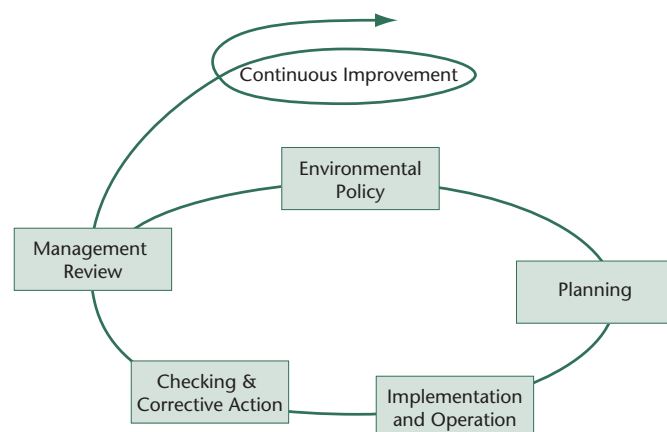 Continuous Improvement
Environmental
Policy
Management
Review
Planning
Checking &
Corrective Action
Implementation
and Operation